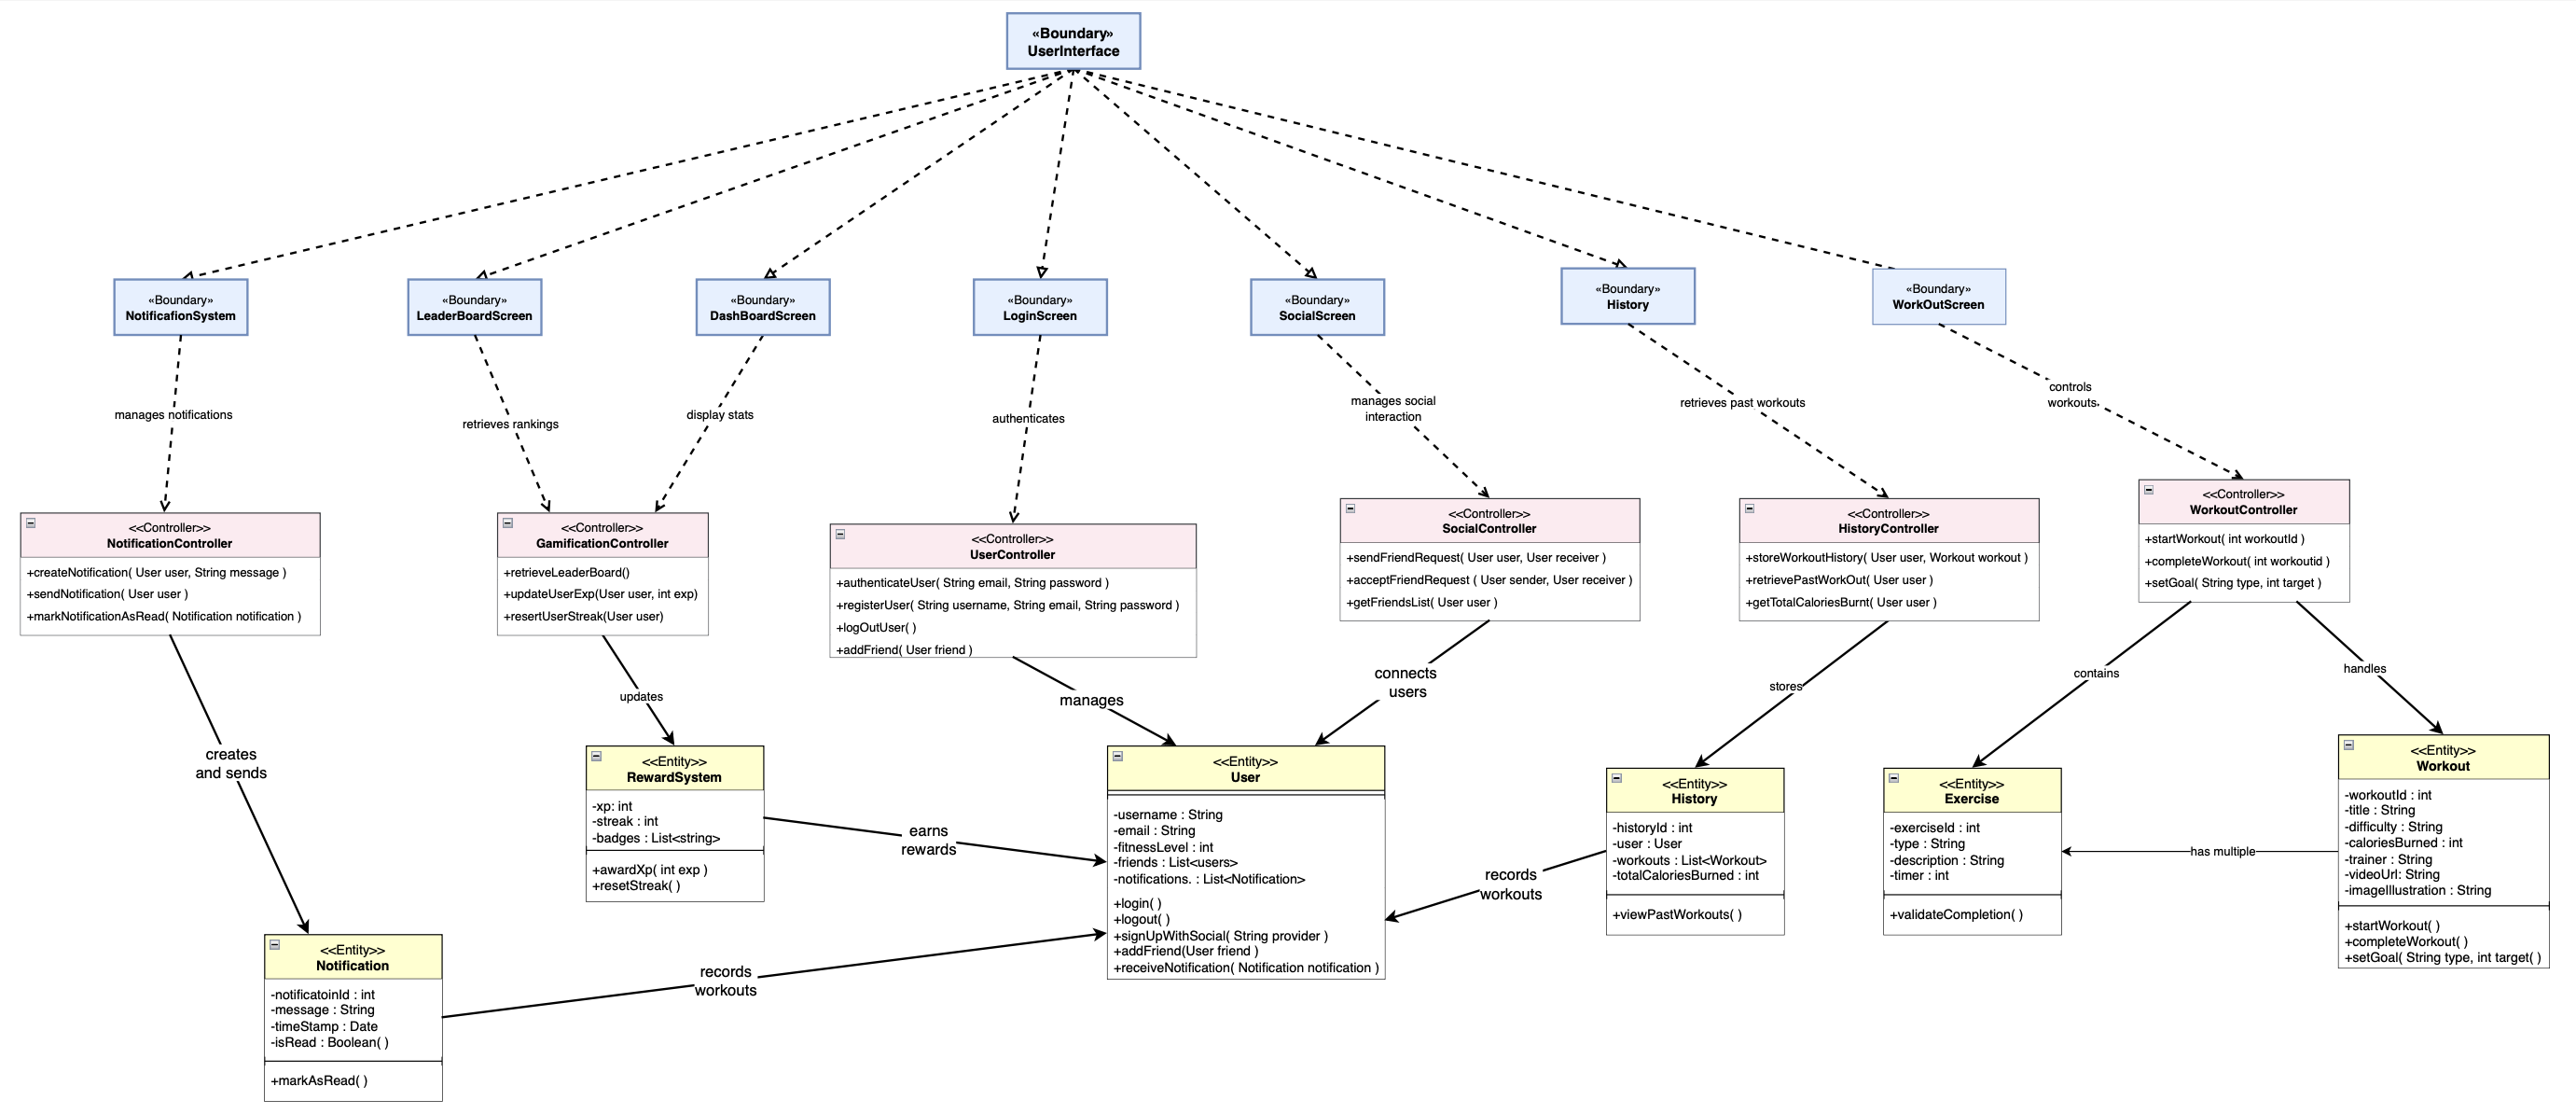 «Boundary»
UserInterface
«Boundary»
NotificafionSystem
«Boundary»
LeaderBoardScreen
«Boundary»
DashBoardScreen
«Boundary»
LoginScreen
«Boundary»
SocialScreen
«Boundary»
History
«Boundary»
WorkOutScreen
manages notifications
retrieves rankings
display stats
authenticates
manages social
interaction
retrieves past workouts
controls
workouts
<<Controller>>
NotificationController
+createNotification( User user, String message )
+sendNotification( User user )
+markNotificationAsRead( Notification notification )
<<Controller>>
GamificationController
+retrieveLeaderBoard()
+updateUserExp(User user, int exp)
+resertUserStreak(User user)
<<Controller>>
UserController
+authenticateUser( String email, String password )
+registerUser( String username, String email, String password )
+logOutUser( )
+addFriend( User friend )
<<Controller>>
SocialController
+sendFriendRequest( User user, User receiver )
+acceptFriendRequest ( User sender, User receiver )
+getFriendsList( User user )
<<Controller>>
HistoryController
+storeWorkoutHistory( User user, Workout workout )
+retrievePastWorkOut( User user )
+getTotalCaloriesBurnt( User user )
<<Controller>>
WorkoutController
+startWorkout( int workoutId )
+completeWorkout( int workoutid )
+setGoal( String type, int target )
creates
and sends
updates
manages
connects
users
stores
contains
handles
<<Entity>>
RewardSystem
-xp: int
-streak : int
-badges : List<string>
+awardXp( int exp )
+resetStreak( )
earns
rewards
<<Entity>>
User
-username : String
-email : String
-fitnessLevel : int
-friends : List<users>
-notifications. : List<Notification>
+login( )
+logout( )
+signUpWithSocial( String provider )
+addFriend(User friend )
+receiveNotification( Notification notification )
records
workouts
<<Entity>>
History
-historyId : int
-user : User
-workouts : List<Workout>
-totalCaloriesBurned : int
+viewPastWorkouts( )
<<Entity>>
Exercise
-exerciseId : int
-type : String
-description : String
-timer : int
+validateCompletion( )
has multiple
<<Entity>>
Workout
-workoutId : int
-title : String
-difficulty : String
-caloriesBurned : int
-trainer : String
-videoUrl: String
-imageIllustration : String
+startWorkout( )
+completeWorkout( )
+setGoal( String type, int target( )
<<Entity>>
Notification
-notificatoinId : int
-message : String
-timeStamp : Date
-isRead : Boolean( )
+markAsRead( )
records
workouts